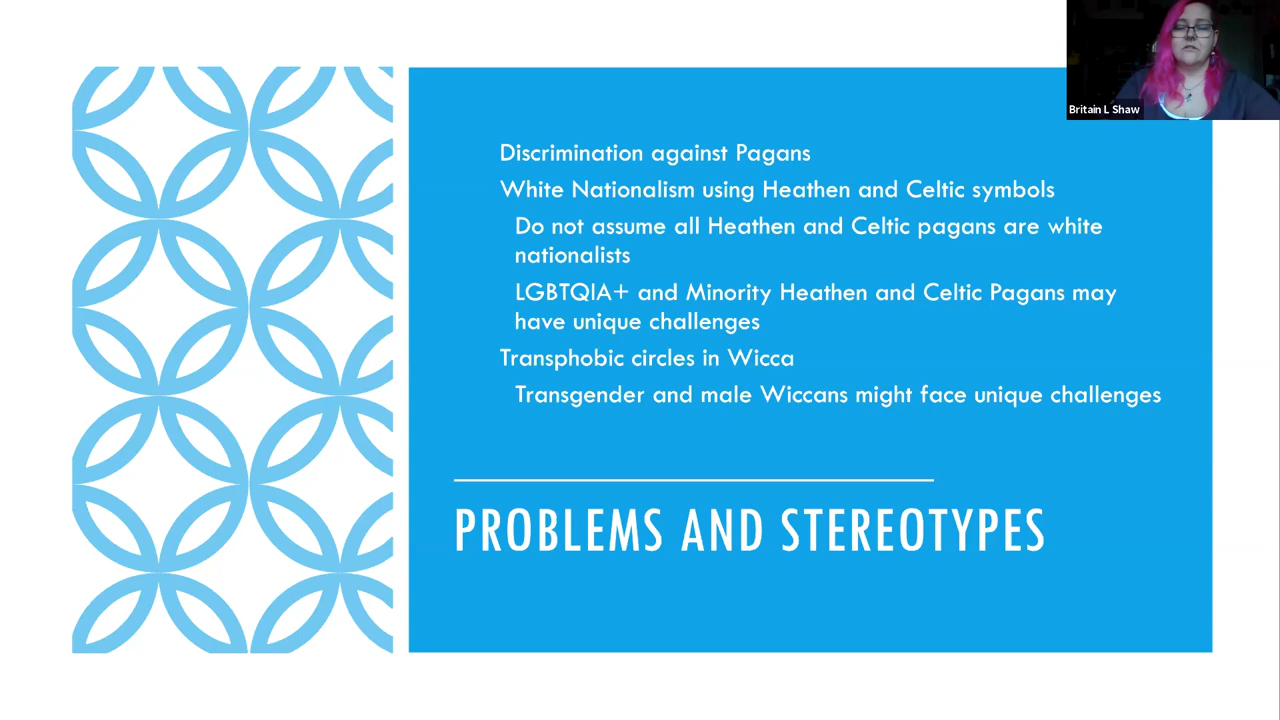 Britain L Shaw
Discrimination against Pagans
White Nationalism using Heathen and Celtic symbols
Do not assume all Heathen and Celtic pagans are white
nationalists
LGBTQIA+ and Minority Heathen and Celtic Pagans may
have unique challenges
Transphobic circles in Wicca
Transgender and male Wiccans might face unique challenges
PROBLEMS AND STEREOTYPES